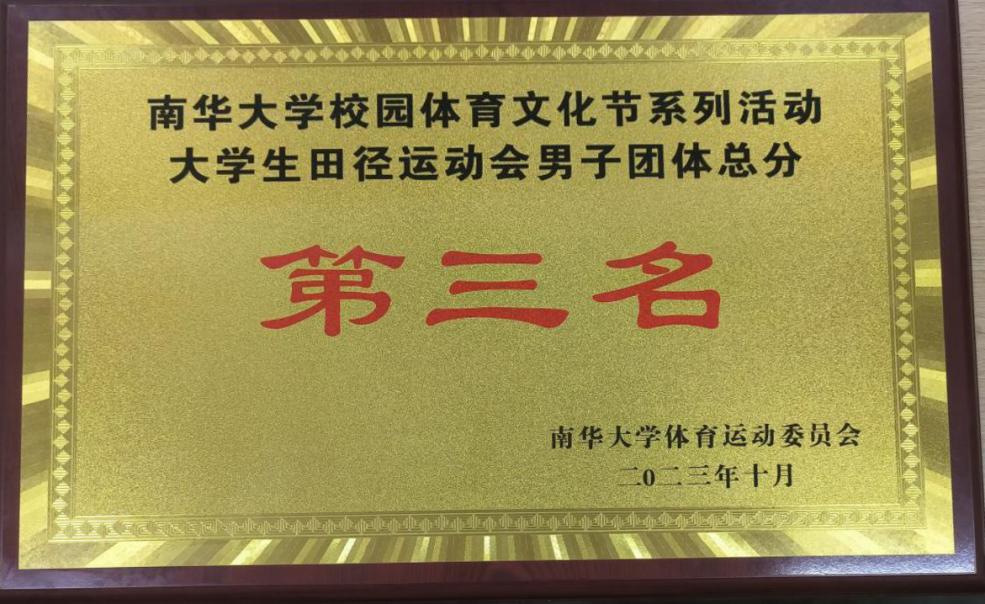 南华大学校园体育文化节系列活动
大学生田径运动会男子团体总分
第三名
南华大学体育运动委员会
二0二三年十月